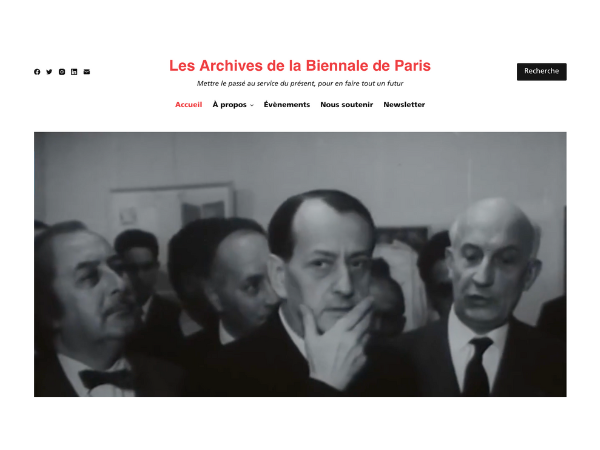 Les Archives de la Biennale de Paris
Recherche
Mettre le passé au service du présent, pour en faire tout un futur
Accueil À propos Évènements Nous soutenir Newsletter